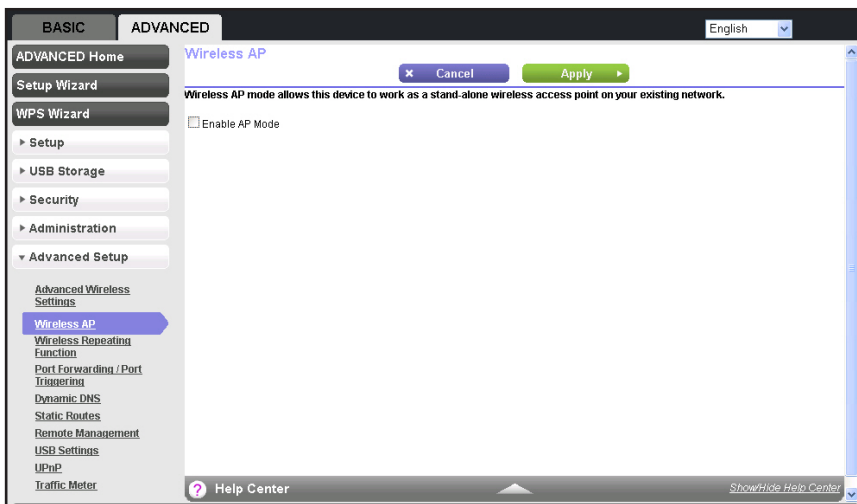 BASIC
ADVANCED
English
ADVANCED Home
Setup Wizard
WPS Wizard
Setup
USB Storage
Security
Administration
Advanced Setup
Advanced Wireless
Settings
Wireless AP
Wireless Repeating
Function
Port Forwarding / Port
Triggering
Dynamic DNS
Static Routes
Remote Management
USB Settings
UPnP
Traffic Meter
Wireless AP
Cancel
Apply
Wireless AP mode allows this device to work as a stand-alone wireless access point on your existing network.
Enable AP Mode
? Help Center
Show/Hide Help Center